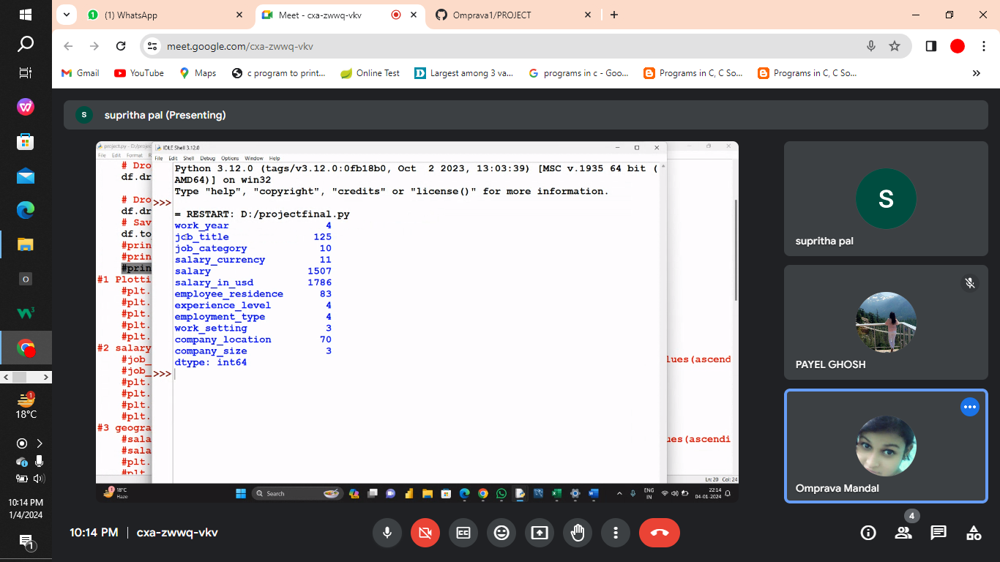 (1) WhatsApp
Meet - cxa-zwwq-vkv
Omprava1/PROJECT
meet.google.com/cxa-zwwq-vkv
Gmail
YouTube
Maps
c program to print...
Online Test
Largest among 3 va...
programs in c - Goo...
Programs in C, C So...
Programs in C, C So...
S
supritha pal (Presenting)
project.py - D:/projec
File Edit Format R
IDLE Shell 3.12.0
File Edit Shell Debug Options Window Help
# Dro
df.dr
# Dro
df.dr
# Sav
df.to
#prin
#prin
#prin
#1 Plotti
#plt.
#plt.
#plt.
#plt.
#plt.
#2 salary
#job_
#job_
#plt.
#plt.
#plt.
#plt.
#3 geogra
#sala
#sala
#plt.
#plt.
Python 3.12.0 (tags/v3.12.0:0fb18b0, Oct 2 2023, 13:03:39) [MSC v.1935 64 bit (
AMD64)] on win32
Type "help", "copyright", "credits" or "license()" for more information.
>>>
= RESTART: D:/projectfinal.py
work_year 4
job_title 125
job_category 10
salary_currency 11
salary 1507
salary_in_usd 1786
employee_residence 83
experience_level 4
employment_type 4
work_setting 3
company_location 70
company_size 3
dtype: int64
>>>
lues(ascend
ues(ascendi
Ln: 20 Col: 24
18°C
Haze
Search
ENG
IN
22:14
04-01-2024
S
supritha pal
PAYEL GHOSH
Omprava Mandal
18°C
10:14 PM
1/4/2024
1
10:14 PM | cxa-zwwq-vkv
4